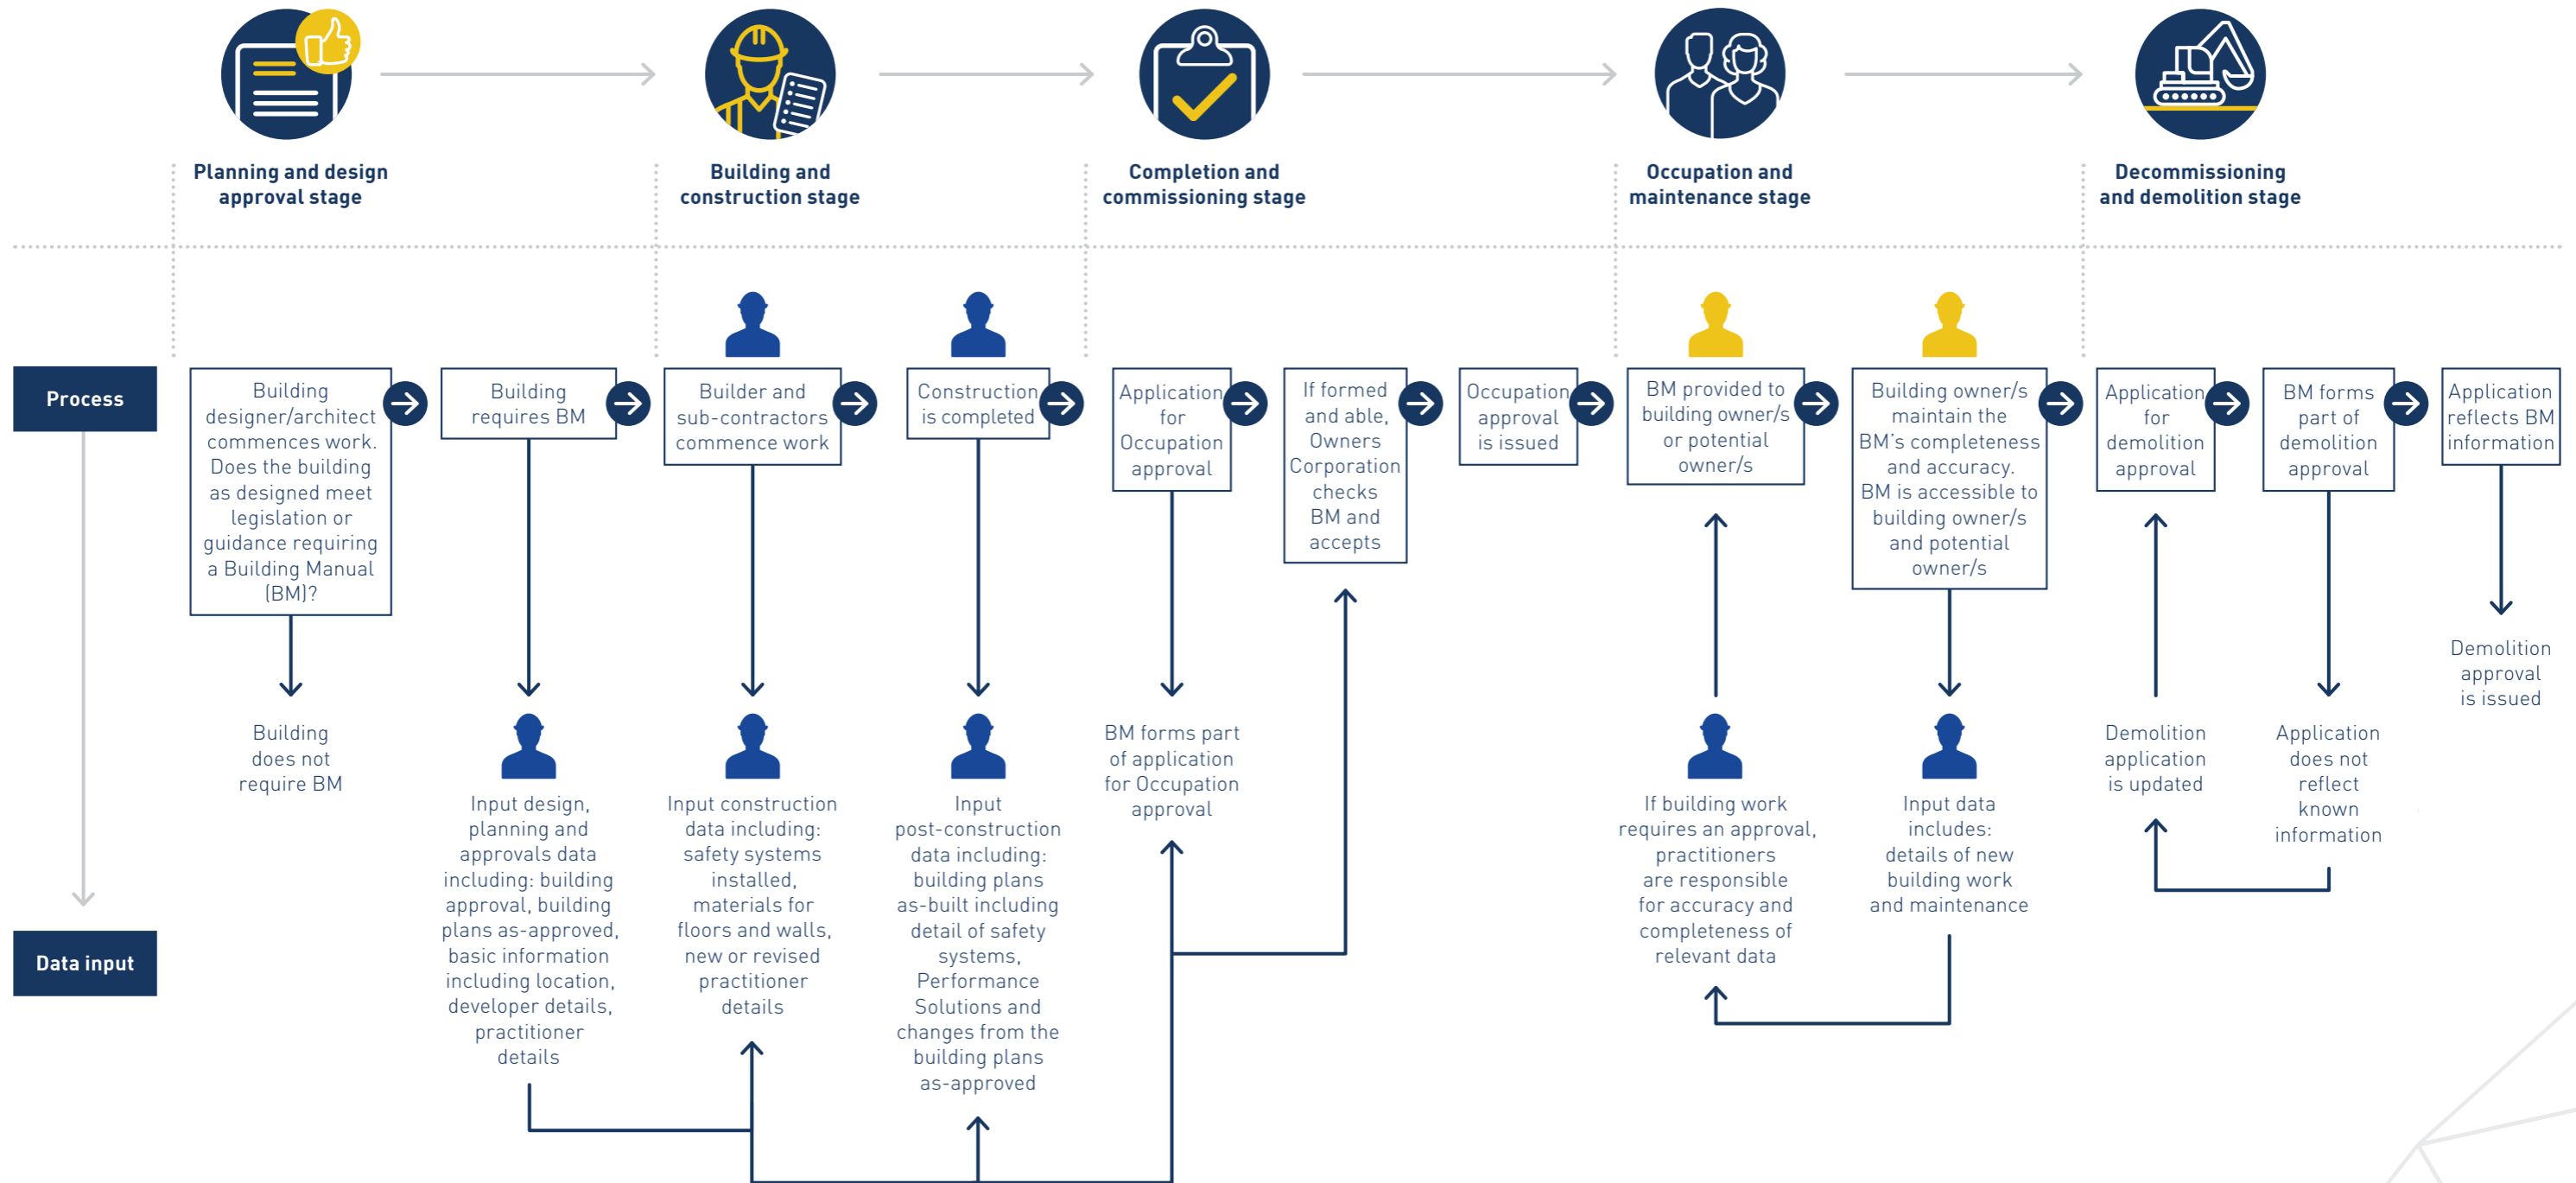 Planning and design
approval stage
Building and
construction stage
Completion and
commissioning stage
Occupation and
maintenance stage
Decommissioning
and demolition stage
Process
Building
designer/architect
commences work.
Does the building
as designed meet
legislation or
guidance requiring
a Building Manual
(BM)?
Building
requires BM
Builder and
sub-contractors
commence work
Construction
is completed
Application
for
Occupation
approval
If formed
and able,
Owners
Corporation
checks
BM and
accepts
Occupation
approval
is issued
BM provided to
building owner/s
or potential
owner/s
Building owner/s
maintain the
BM's completeness
and accuracy.
BM is accessible to
building owner/s
and potential
owner/s
Application
for
demolition
approval
BM forms
part of
demolition
approval
Application
reflects BM
information
Data input
Building
does not
require BM
Input design,
planning and
approvals data
including: building
approval, building
plans as-approved,
basic information
including location,
developer details,
practitioner
details
Input construction
data including:
safety systems
installed,
materials for
floors and walls,
new or revised
practitioner
details
Input
post-construction
data including:
building plans
as-built including
detail of safety
systems,
Performance
Solutions and
changes from the
building plans
as-approved
BM forms part
of application
for Occupation
approval
If building work
requires an approval,
practitioners
are responsible
for accuracy and
completeness of
relevant data
Input data
includes:
details of new
building work
and maintenance
Demolition
application
is updated
Application
does not
reflect
known
information
Demolition
approval
is issued